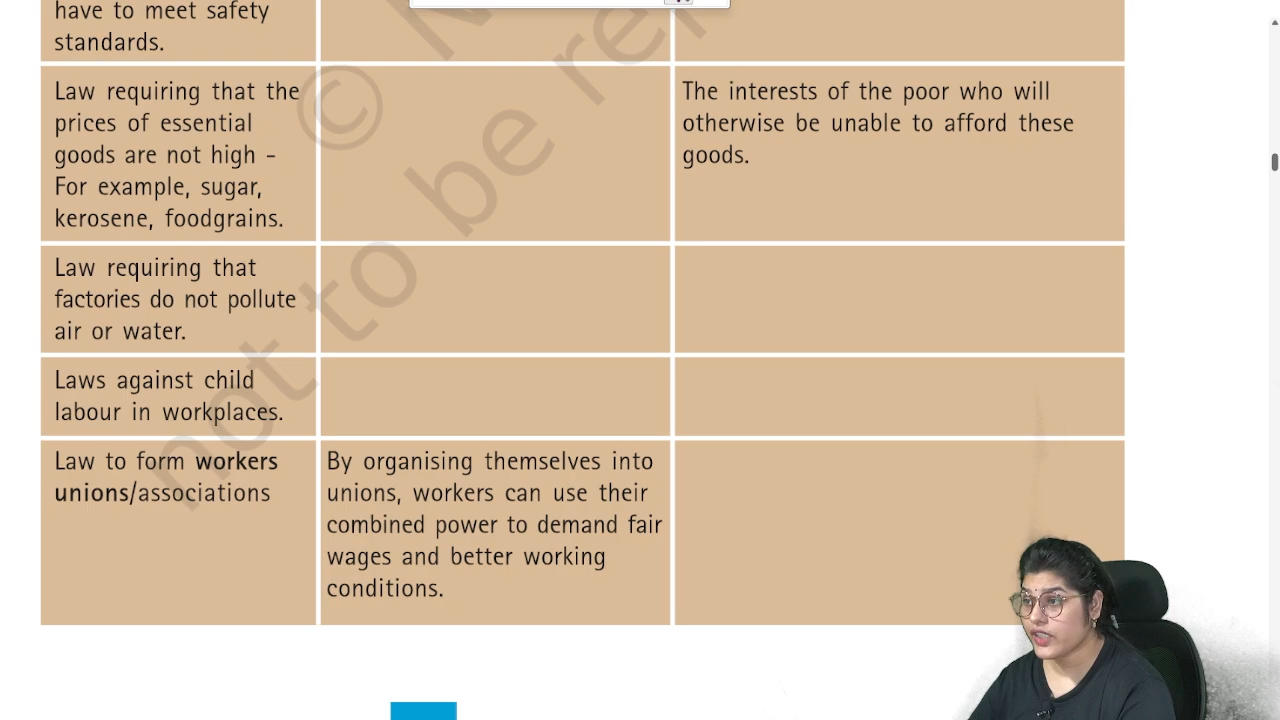 have to meet safety
standards.
Law requiring that the
prices of essential
goods are not high -
For example, sugar,
kerosene, foodgrains.
The interests of the poor who will
otherwise be unable to afford these
goods.
Law requiring that
factories do not pollute
air or water.
Laws against child
labour in workplaces.
Law to form workers
unions/associations
By organising themselves into
unions, workers can use their
combined power to demand fair
wages and better working
conditions.
© N
not to be re